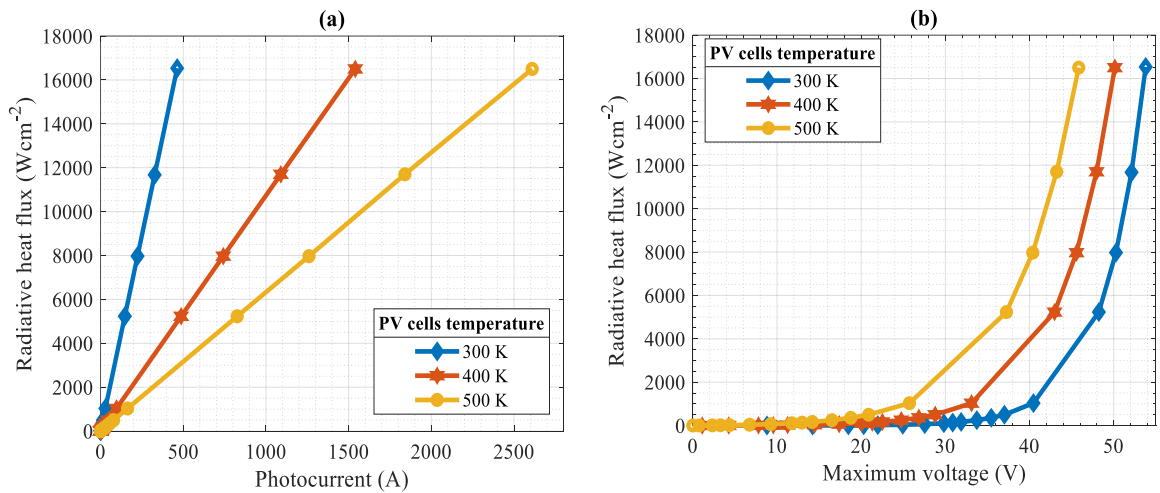 (a)
18000
16000
14000
12000
10000
8000
6000
4000
2000
0
Radiative heat flux (Wcm-2)
0 500 1000 1500 2000 2500
Photocurrent (A)
PV cells temperature
300 K
400 K
500 K
(b)
18000
16000
14000
12000
10000
8000
6000
4000
2000
0
Radiative heat flux (Wcm-2)
PV cells temperature
300 K
400 K
500 K
0 10 20 30 40 50
Maximum voltage (V)